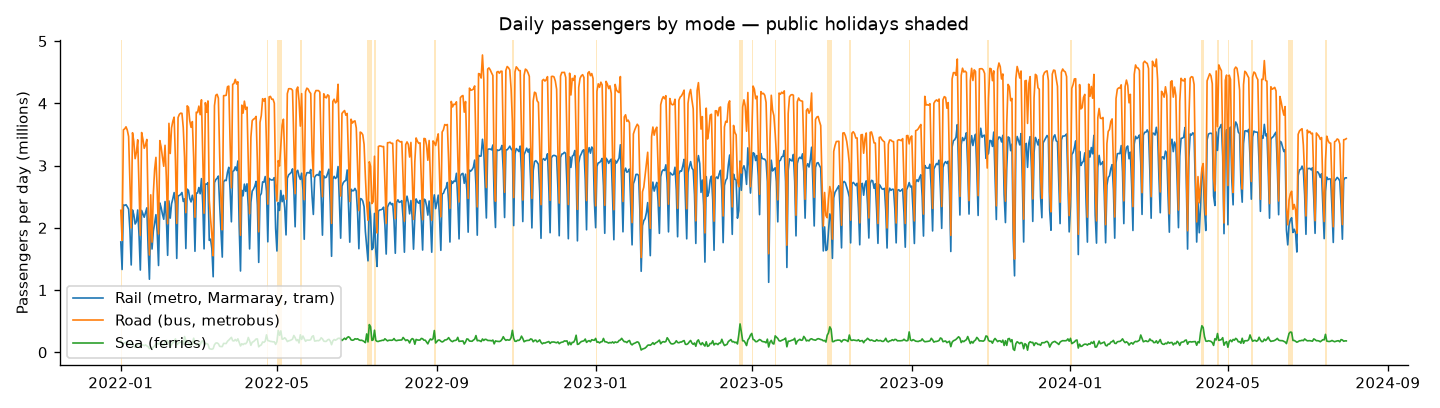 Daily passengers by mode — public holidays shaded
Passengers per day (millions)
5
4
3
2
1
0
Rail (metro, Marmaray, tram)
Road (bus, metrobus)
Sea (ferries)
2022-01 2022-05 2022-09 2023-01 2023-05 2023-09 2024-01 2024-05 2024-09